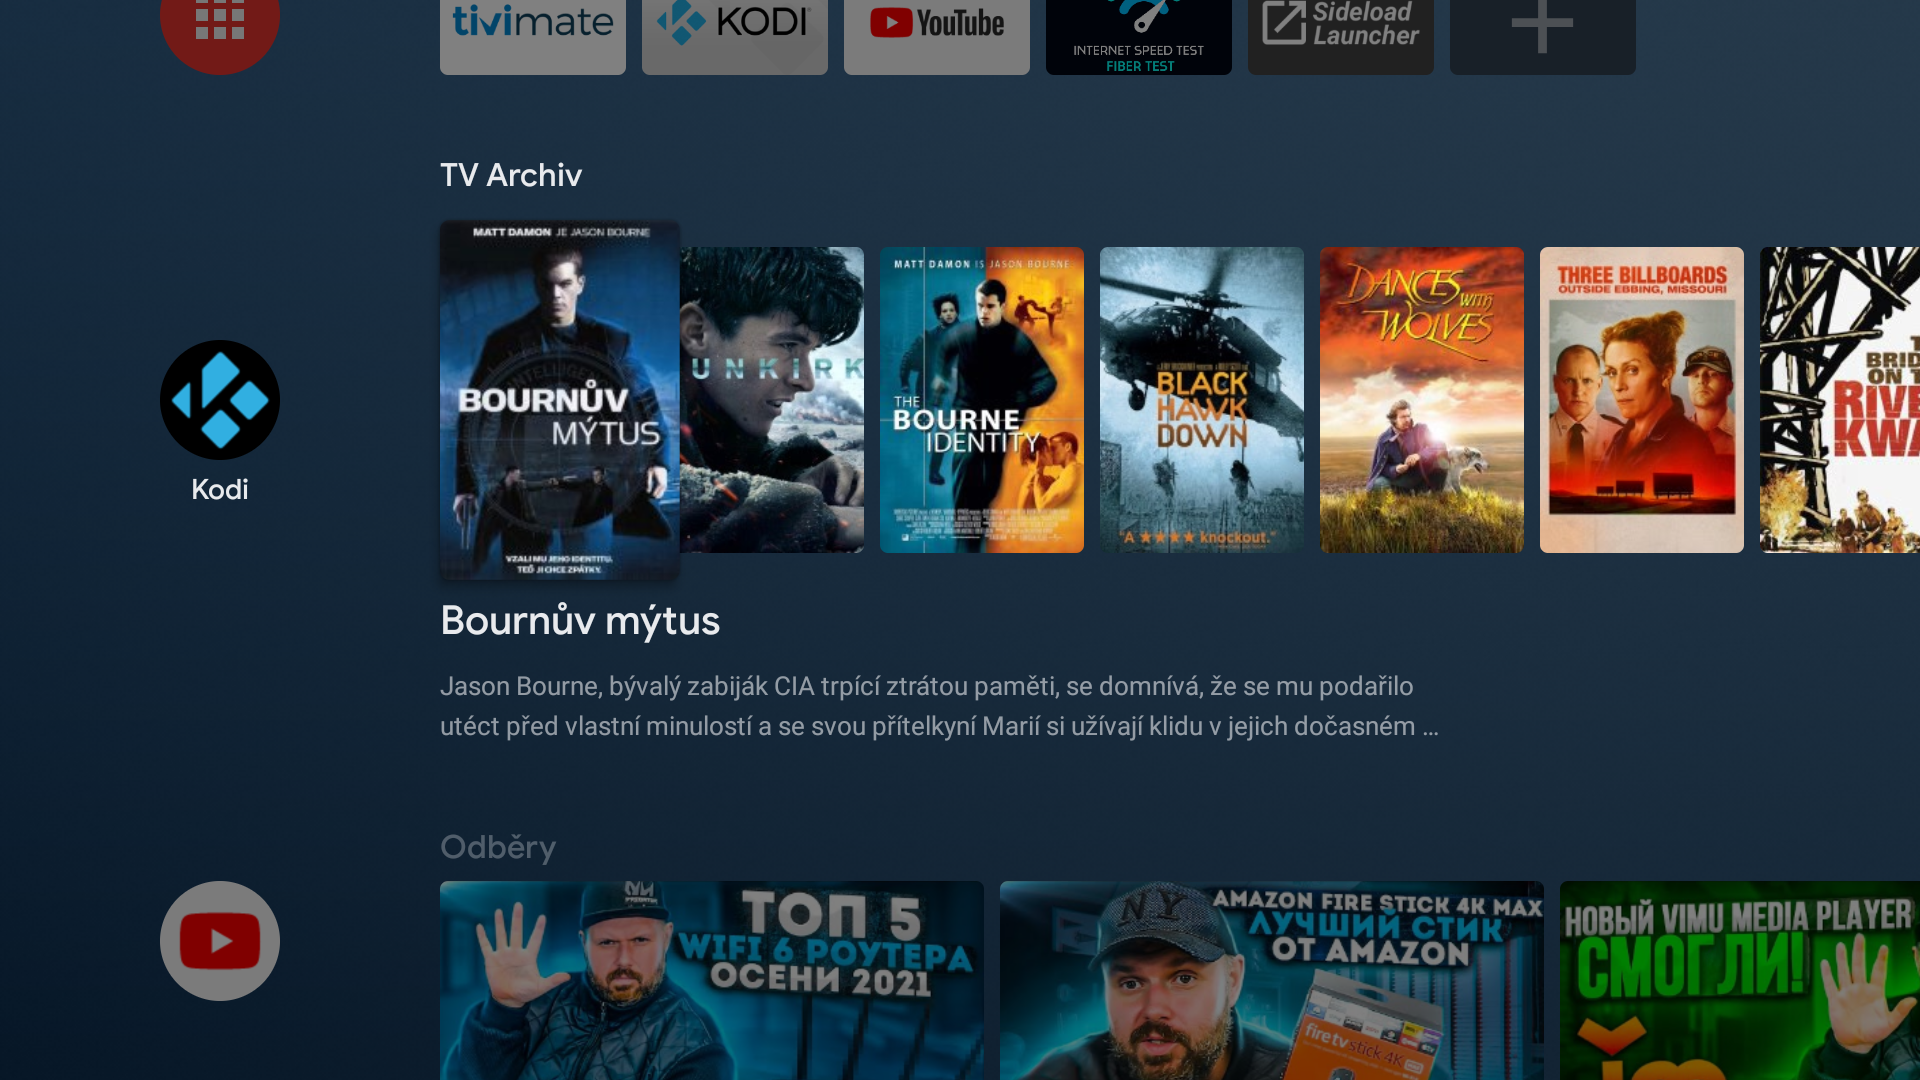 tivimate
KODI
YouTube
INTERNET SPEED TEST
FIBER TEST
Sideload
Launcher
TV Archiv
MATT DAMON JE JASON BOURNE
BOURNŮV
MÝTUS
VZALI MU JEHO IDENTITU.
TEĎ JI CHCE ZPÁTKY.
UNKIRK
MATT DAMON IS JASON BOURNE
THE
BOURNE
IDENTITY
BLACK
HAWK
DOWN
"A ★★★★ knockout."
DANCES WITH
WOLVES
THREE BILLBOARDS
OUTSIDE EBBING, MISSOURI
BRID
ON T
RIVE
KWA
Kodi
Bournův mýtus
Jason Bourne, bývalý zabiják CIA trpící ztrátou paměti, se domnívá, že se mu podařilo
utéct před vlastní minulostí a se svou přítelkyní Marií si užívají klidu v jejich dočasném ...
Odběry
ТОП 5
WIFI 6 РОУТЕРА
ОСЕНИ 2021
NY
AMAZON FIRE STICK 4K MAX
ЛУЧШИЙ СТИК
ОТ AMAZON
fire tv stick 4K
НОВЫЙ VIMU MEDIA PLAYER
СМОГЛИ!